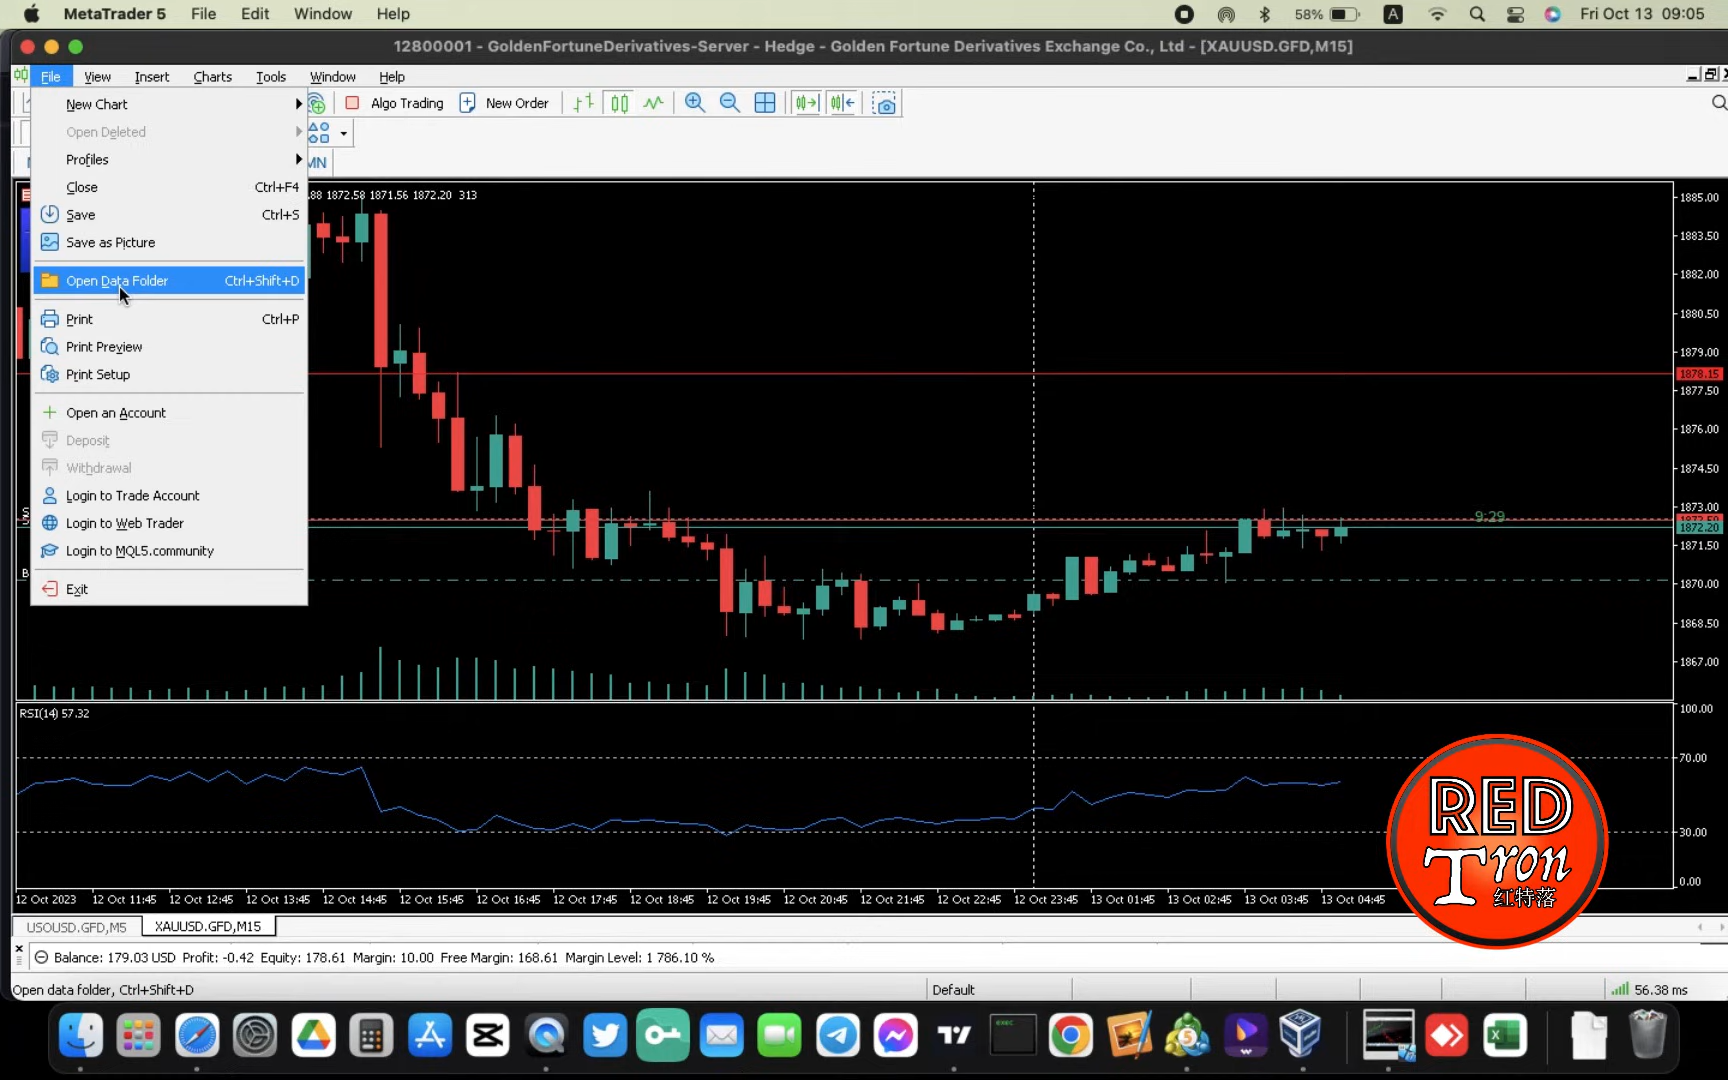 MetaTrader 5 File Edit Window Help 58% A Fri Oct 13 09:05
12800001 - GoldenFortuneDerivatives-Server - Hedge - Golden Fortune Derivatives Exchange Co., Ltd - [XAUUSD.GFD,M15]
File View Insert Charts Tools Window Help
Algo Trading New Order
MN
New Chart
Open Deleted
Profiles
Close Ctrl+F4
Save Ctrl+S
Save as Picture
Open Data Folder Ctrl+Shift+D
Print Ctrl+P
Print Preview
Print Setup
Open an Account
Deposit
Withdrawal
Login to Trade Account
Login to Web Trader
Login to MQL5.community
Exit
.88 1872.58 1871.56 1872.20 313
1885.00
1883.50
1882.00
1880.50
1879.00
1878.15
1877.50
1876.00
1874.50
1873.00
9:29
1872.20
1871.50
1870.00
1868.50
1867.00
RSI(14) 57.32
100.00
70.00
30.00
0.00
12 Oct 2023 12 Oct 11:45 12 Oct 12:45 12 Oct 13:45 12 Oct 14:45 12 Oct 15:45 12 Oct 16:45 12 Oct 17:45 12 Oct 18:45 12 Oct 19:45 12 Oct 20:45 12 Oct 21:45 12 Oct 22:45 12 Oct 23:45 13 Oct 01:45 13 Oct 02:45 13 Oct 03:45 13 Oct 04:45
RED
Tron
红特落
USOUSD.GFD,M5 XAUUSD.GFD,M15
Balance: 179.03 USD Profit: -0.42 Equity: 178.61 Margin: 10.00 Free Margin: 168.61 Margin Level: 1 786.10 %
Open data folder, Ctrl+Shift+D Default 56.38 ms